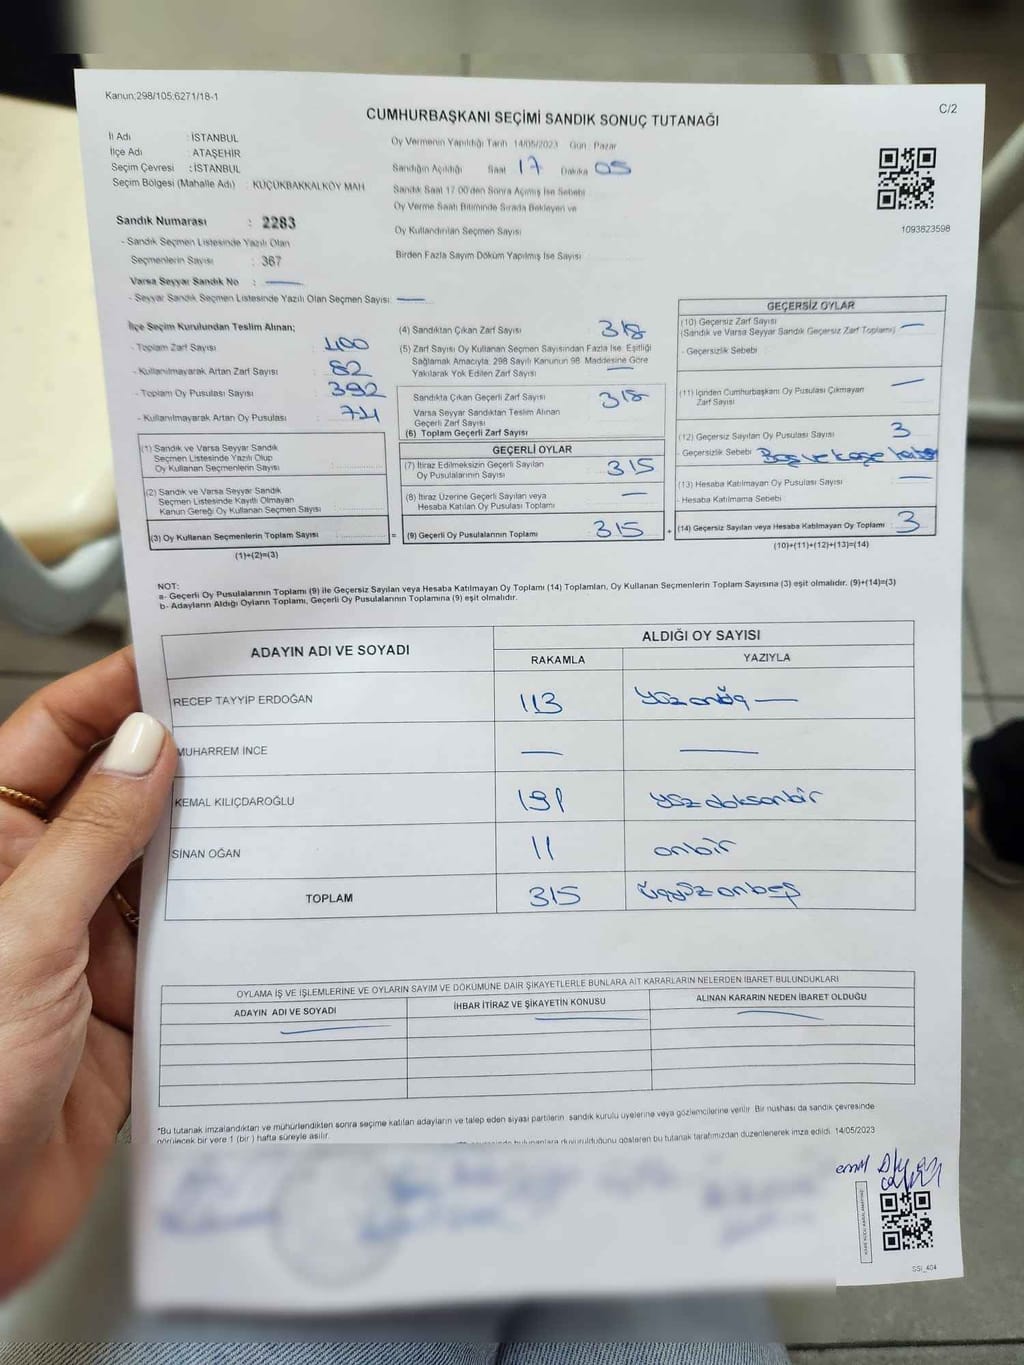 Kanun:298/105;6271/18-1
C/2
CUMHURBAŞKANI SEÇİMİ SANDIK SONUÇ TUTANAĞI
İl Adı : İSTANBUL
İlçe Adı : ATAŞEHİR
Seçim Çevresi : İSTANBUL
Seçim Bölgesi (Mahalle Adı) : KÜÇÜKBAKKALKÖY MAH
Sandık Numarası : 2283
- Sandık Seçmen Listesinde Yazılı Olan
Seçmenlerin Sayısı : 367
Varsa Seyyar Sandık No : —
- Seyyar Sandık Seçmen Listesinde Yazılı Olan Seçmen Sayısı : —
Oy Vermenin Yapıldığı Tarih 14/05/2023 Gün : Pazar
Sandığın Açıldığı Saat 17 Dakika 05
Sandık Saat 17.00'den Sonra Açılmış İse Sebebi
Oy Verme Saati Bitiminde Sırada Bekleyen ve
Oy Kullandırılan Seçmen Sayısı
Birden Fazla Sayım Döküm Yapılmış İse Sayısı
1093823598
İlçe Seçim Kurulundan Teslim Alınan;
- Toplam Zarf Sayısı : 400
- Kullanılmayarak Artan Zarf Sayısı : 82
- Toplam Oy Pusulası Sayısı : 392
- Kullanılmayarak Artan Oy Pusulası : 74
(1) Sandık ve Varsa Seyyar Sandık
Seçmen Listesinde Yazılı Olup
Oy Kullanan Seçmenlerin Sayısı :
(2) Sandık ve Varsa Seyyar Sandık
Seçmen Listesinde Kayıtlı Olmayan
Kanun Gereği Oy Kullanan Seçmen Sayısı :
(3) Oy Kullanan Seçmenlerin Toplam Sayısı :
(1)+(2)=(3)
(4) Sandıktan Çıkan Zarf Sayısı : 318
(5) Zarf Sayısı Oy Kullanan Seçmen Sayısından Fazla İse, Eşitliği
Sağlamak Amacıyla; 298 Sayılı Kanunun 98. Maddesine Göre
Yakılarak Yok Edilen Zarf Sayısı : —
Sandıkta Çıkan Geçerli Zarf Sayısı : 318
Varsa Seyyar Sandıktan Teslim Alınan
Geçerli Zarf Sayısı :
(6) Toplam Geçerli Zarf Sayısı
GEÇERLİ OYLAR
(7) İtiraz Edilmeksizin Geçerli Sayılan
Oy Pusulalarının Sayısı : 315
(8) İtiraz Üzerine Geçerli Sayılan veya
Hesaba Katılan Oy Pusulası Toplamı : —
= (9) Geçerli Oy Pusulalarının Toplamı : 315 +
GEÇERSİZ OYLAR
(10) Geçersiz Zarf Sayısı
(Sandık ve Varsa Seyyar Sandık Geçersiz Zarf Toplamı) : —
- Geçersizlik Sebebi :
(11) İçinden Cumhurbaşkanı Oy Pusulası Çıkmayan
Zarf Sayısı : —
(12) Geçersiz Sayılan Oy Pusulası Sayısı : 3
- Geçersizlik Sebebi : Boş ve
(13) Hesaba Katılmayan Oy Pusulası Sayısı : —
- Hesaba Katılmama Sebebi :
(14) Geçersiz Sayılan veya Hesaba Katılmayan Oy Toplamı : 3
(10)+(11)+(12)+(13)=(14)
NOT:
a- Geçerli Oy Pusulalarının Toplamı (9) ile Geçersiz Sayılan veya Hesaba Katılmayan Oy Toplamı (14) Toplamları, Oy Kullanan Seçmenlerin Toplam Sayısına (3) eşit olmalıdır. (9)+(14)=(3)
b- Adayların Aldığı Oyların Toplamı, Geçerli Oy Pusulalarının Toplamına (9) eşit olmalıdır.
ADAYIN ADI VE SOYADI
ALDIĞI OY SAYISI
RAKAMLA YAZIYLA
RECEP TAYYİP ERDOĞAN 113 yüz onüç —
MUHARREM İNCE — —
KEMAL KILIÇDAROĞLU 191 yüz doksanbir
SİNAN OĞAN 11 onbir
TOPLAM 315 üçyüz onbeş
OYLAMA İŞ VE İŞLEMLERİNE VE OYLARIN SAYIM VE DÖKÜMÜNE DAİR ŞİKAYETLERLE BUNLARA AİT KARARLARIN NELERDEN İBARET BULUNDUKLARI
ADAYIN ADI VE SOYADI İHBAR İTİRAZ VE ŞİKAYETİN KONUSU ALINAN KARARIN NEDEN İBARET OLDUĞU
*Bu tutanak imzalandıktan ve mühürlendikten sonra seçime katılan adayların ve talep eden siyasi partilerin sandık kurulu üyelerine veya gözlemcilerine verilir. Bir nüshası da sandık çevresinde
görülecek bir yere 1 (bir) hafta süreyle asılır.
bulunanlara duyurulduğunu gösteren bu tutanak tarafımızdan düzenlenerek imza edildi. 14/05/2023
SSI_404